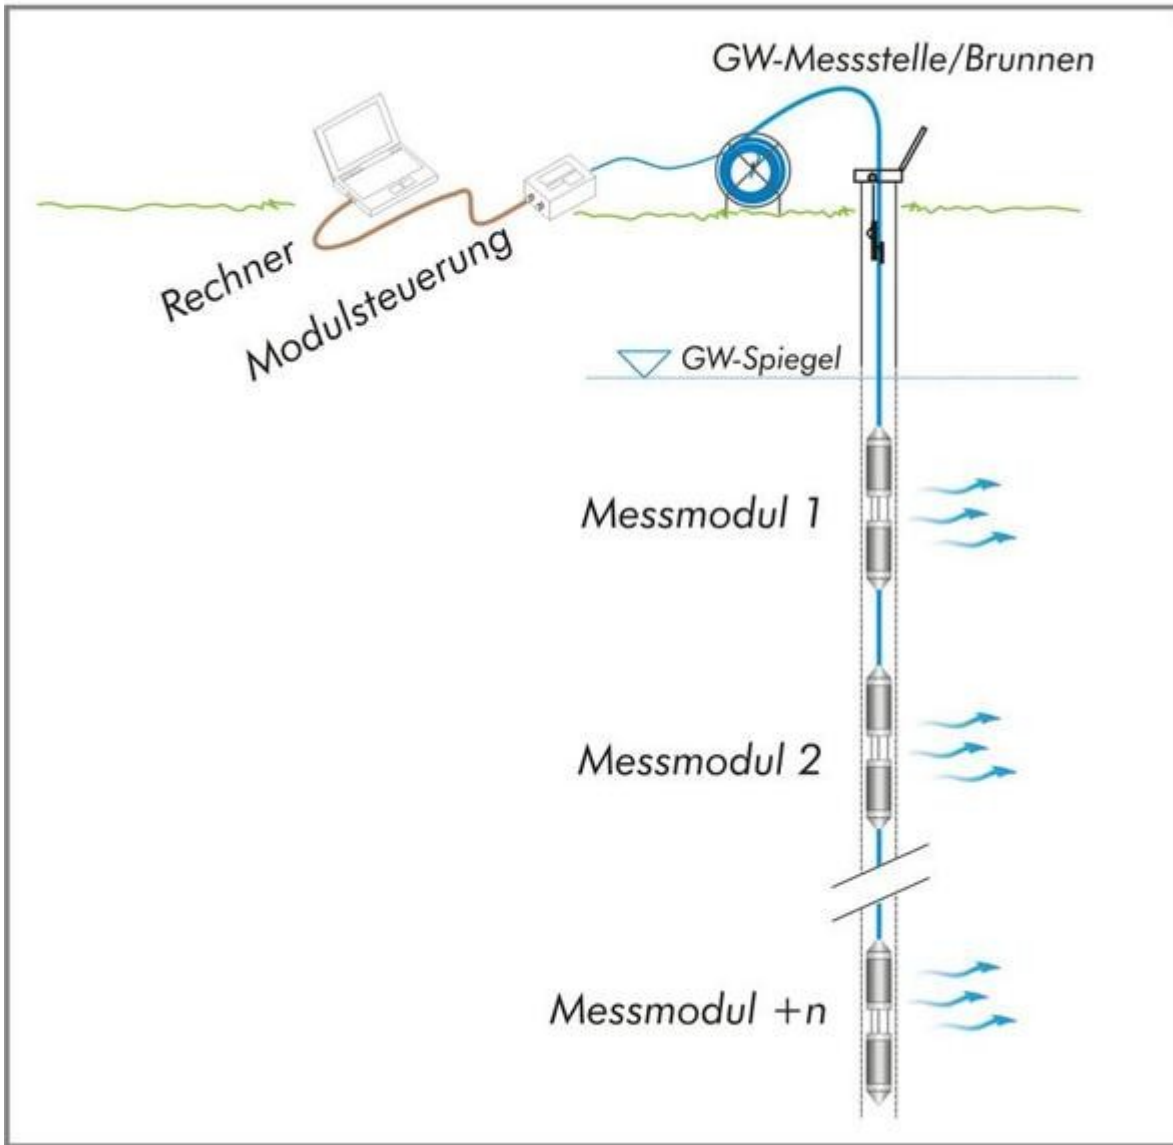 GW-Messstelle/Brunnen
Rechner
Modulsteuerung
GW-Spiegel
Messmodul 1
Messmodul 2
Messmodul +n